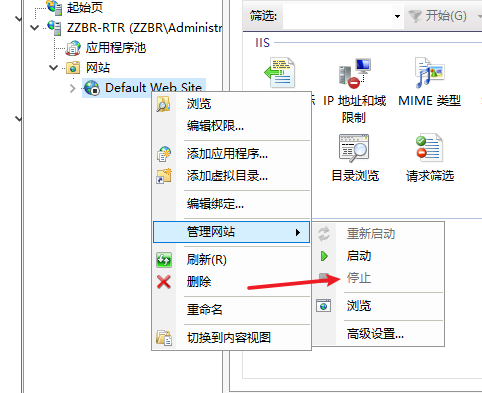 起始页
筛选:
开始(G)
ZZBR-RTR (ZZBR\Administr
应用程序池
网站
Default Web Site
IIS
IP 地址和域
限制
MIME 类型
目录浏览
请求筛选
浏览
编辑权限...
添加应用程序...
添加虚拟目录...
编辑绑定...
管理网站
刷新(R)
删除
重命名
切换到内容视图
重新启动
启动
停止
浏览
高级设置...